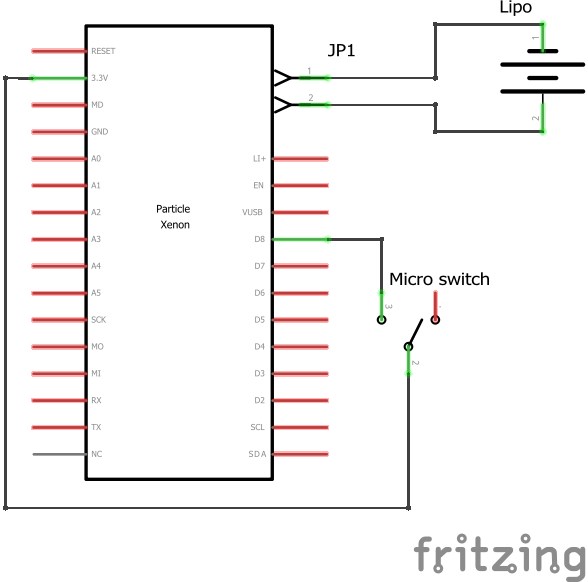 Lipo
JP1
1
2
1
2
RESET
3.3V
MD
GND
A0
A1
A2
A3
A4
A5
SCK
MO
MI
RX
TX
NC
Particle
Xenon
LI+
EN
VUSB
D8
D7
D6
D5
D4
D3
D2
SCL
SDA
Micro switch
3
2
fritzing